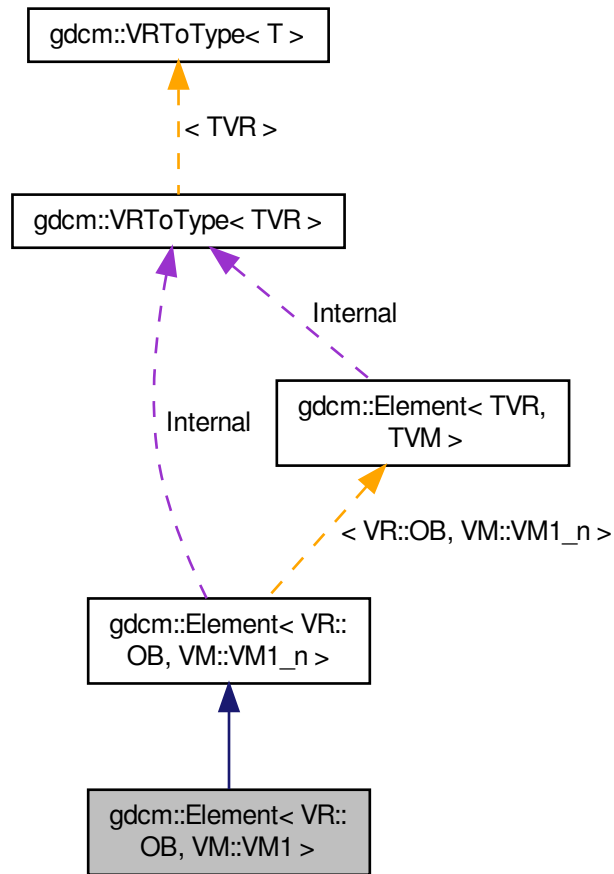 gdcm::VRToType< T >
< TVR >
gdcm::VRToType< TVR >
Internal
gdcm::Element< TVR,
TVM >
Internal
< VR::OB, VM::VM1_n >
gdcm::Element< VR::
OB, VM::VM1_n >
gdcm::Element< VR::
OB, VM::VM1 >